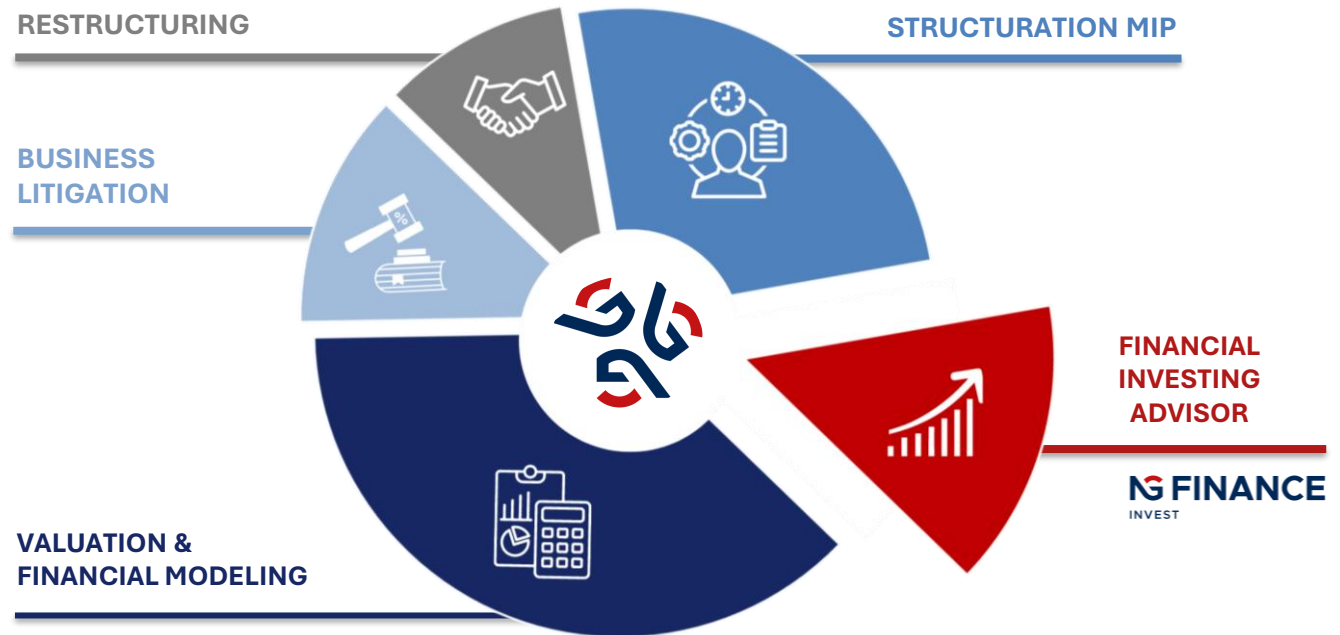 RESTRUCTURING
STRUCTURATION MIP
BUSINESS
LITIGATION
%
FINANCIAL
INVESTING
ADVISOR
NG FINANCE
INVEST
VALUATION &
FINANCIAL MODELING